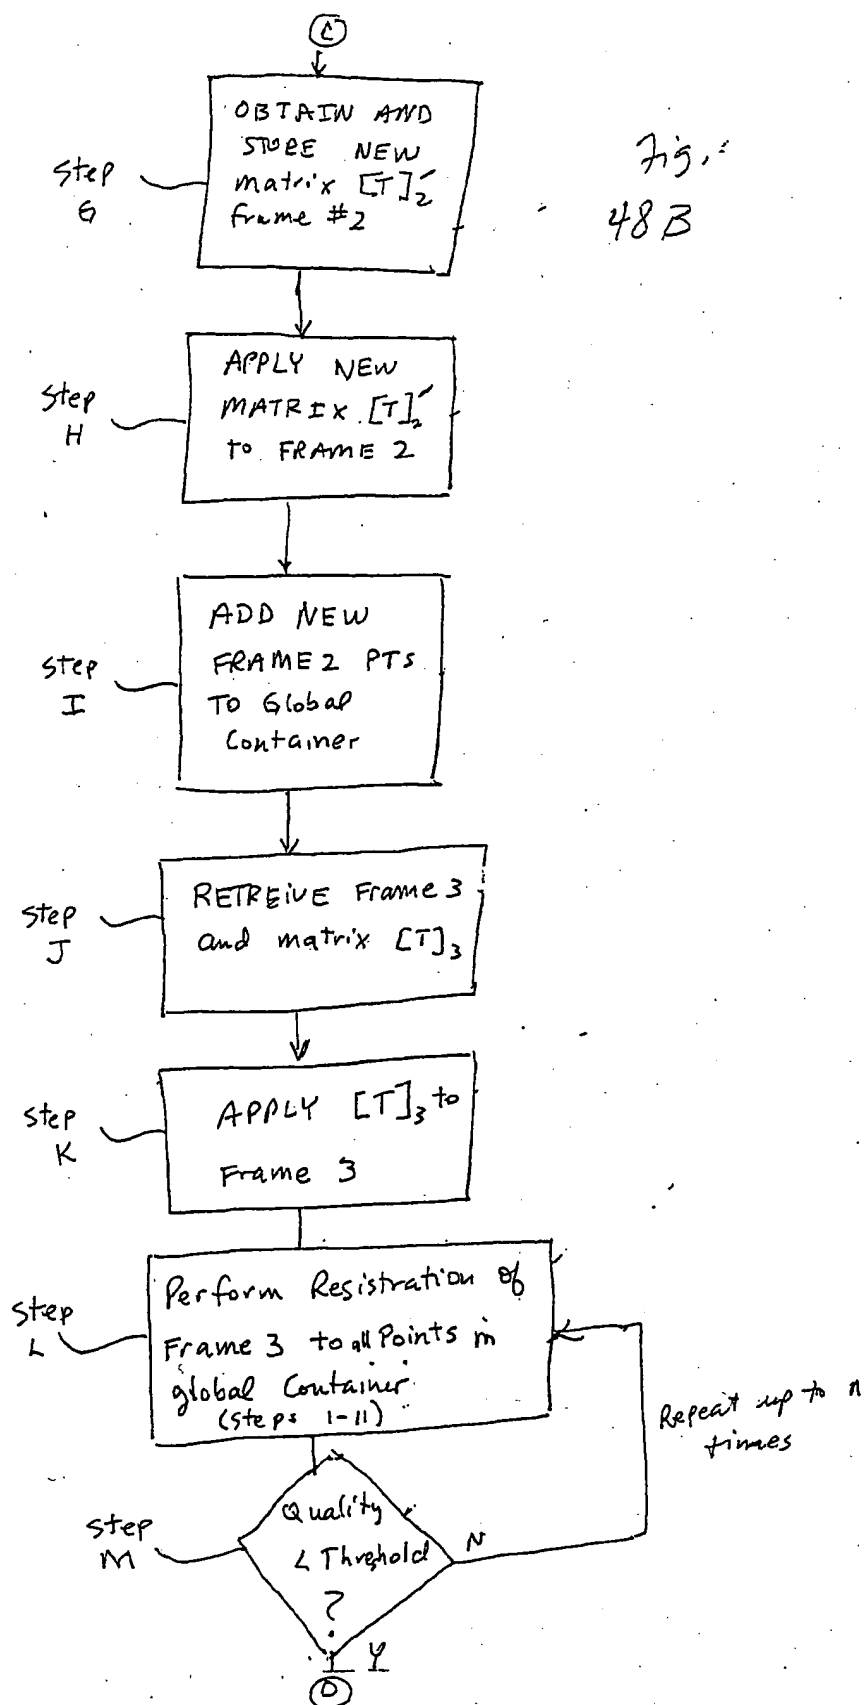 C
OBTAIN AND
STORE NEW
matrix [T]₂′
frame #2
Step
G
Fig.
48B
APPLY NEW
MATRIX [T]₂′
to FRAME 2
Step
H
ADD NEW
FRAME 2 PTS
TO Global
Container
Step
I
RETREIVE Frame 3
and matrix [T]₃
Step
J
APPLY [T]₃ to
Frame 3
Step
K
Perform Registration of
Frame 3 to all Points in
global Container
(Steps 1-11)
Step
L
Repeat up to n
times
Quality
< Threshold
?
Step
M
N
Y
D